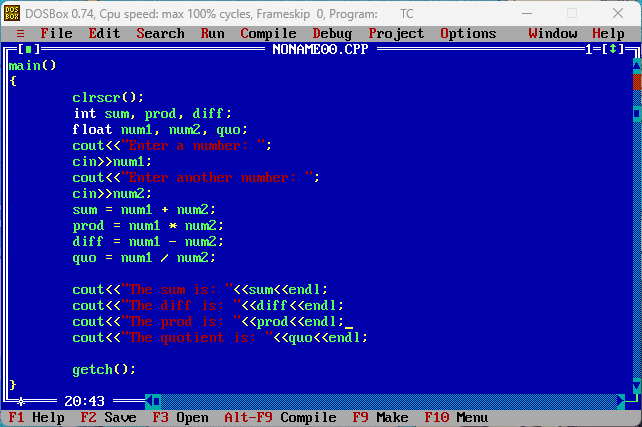 DOSBox 0.74, Cpu speed: max 100% cycles, Frameskip 0, Program: TC
≡ File Edit Search Run Compile Debug Project Options Window Help
[■] NONAME00.CPP 1=[↕]
main()
{
clrscr();
int sum, prod, diff;
float num1, num2, quo;
cout<<"Enter a number: ";
cin>>num1;
cout<<"Enter another number: ";
cin>>num2;
sum = num1 + num2;
prod = num1 * num2;
diff = num1 - num2;
quo = num1 / num2;
cout<<"The sum is: "<<sum<<endl;
cout<<"The diff is: "<<diff<<endl;
cout<<"The prod is; "<<prod<<endl;_
cout<<"The quotient is: "<<quo<<endl;
getch();
}
* 20:43
F1 Help F2 Save F3 Open Alt-F9 Compile F9 Make F10 Menu